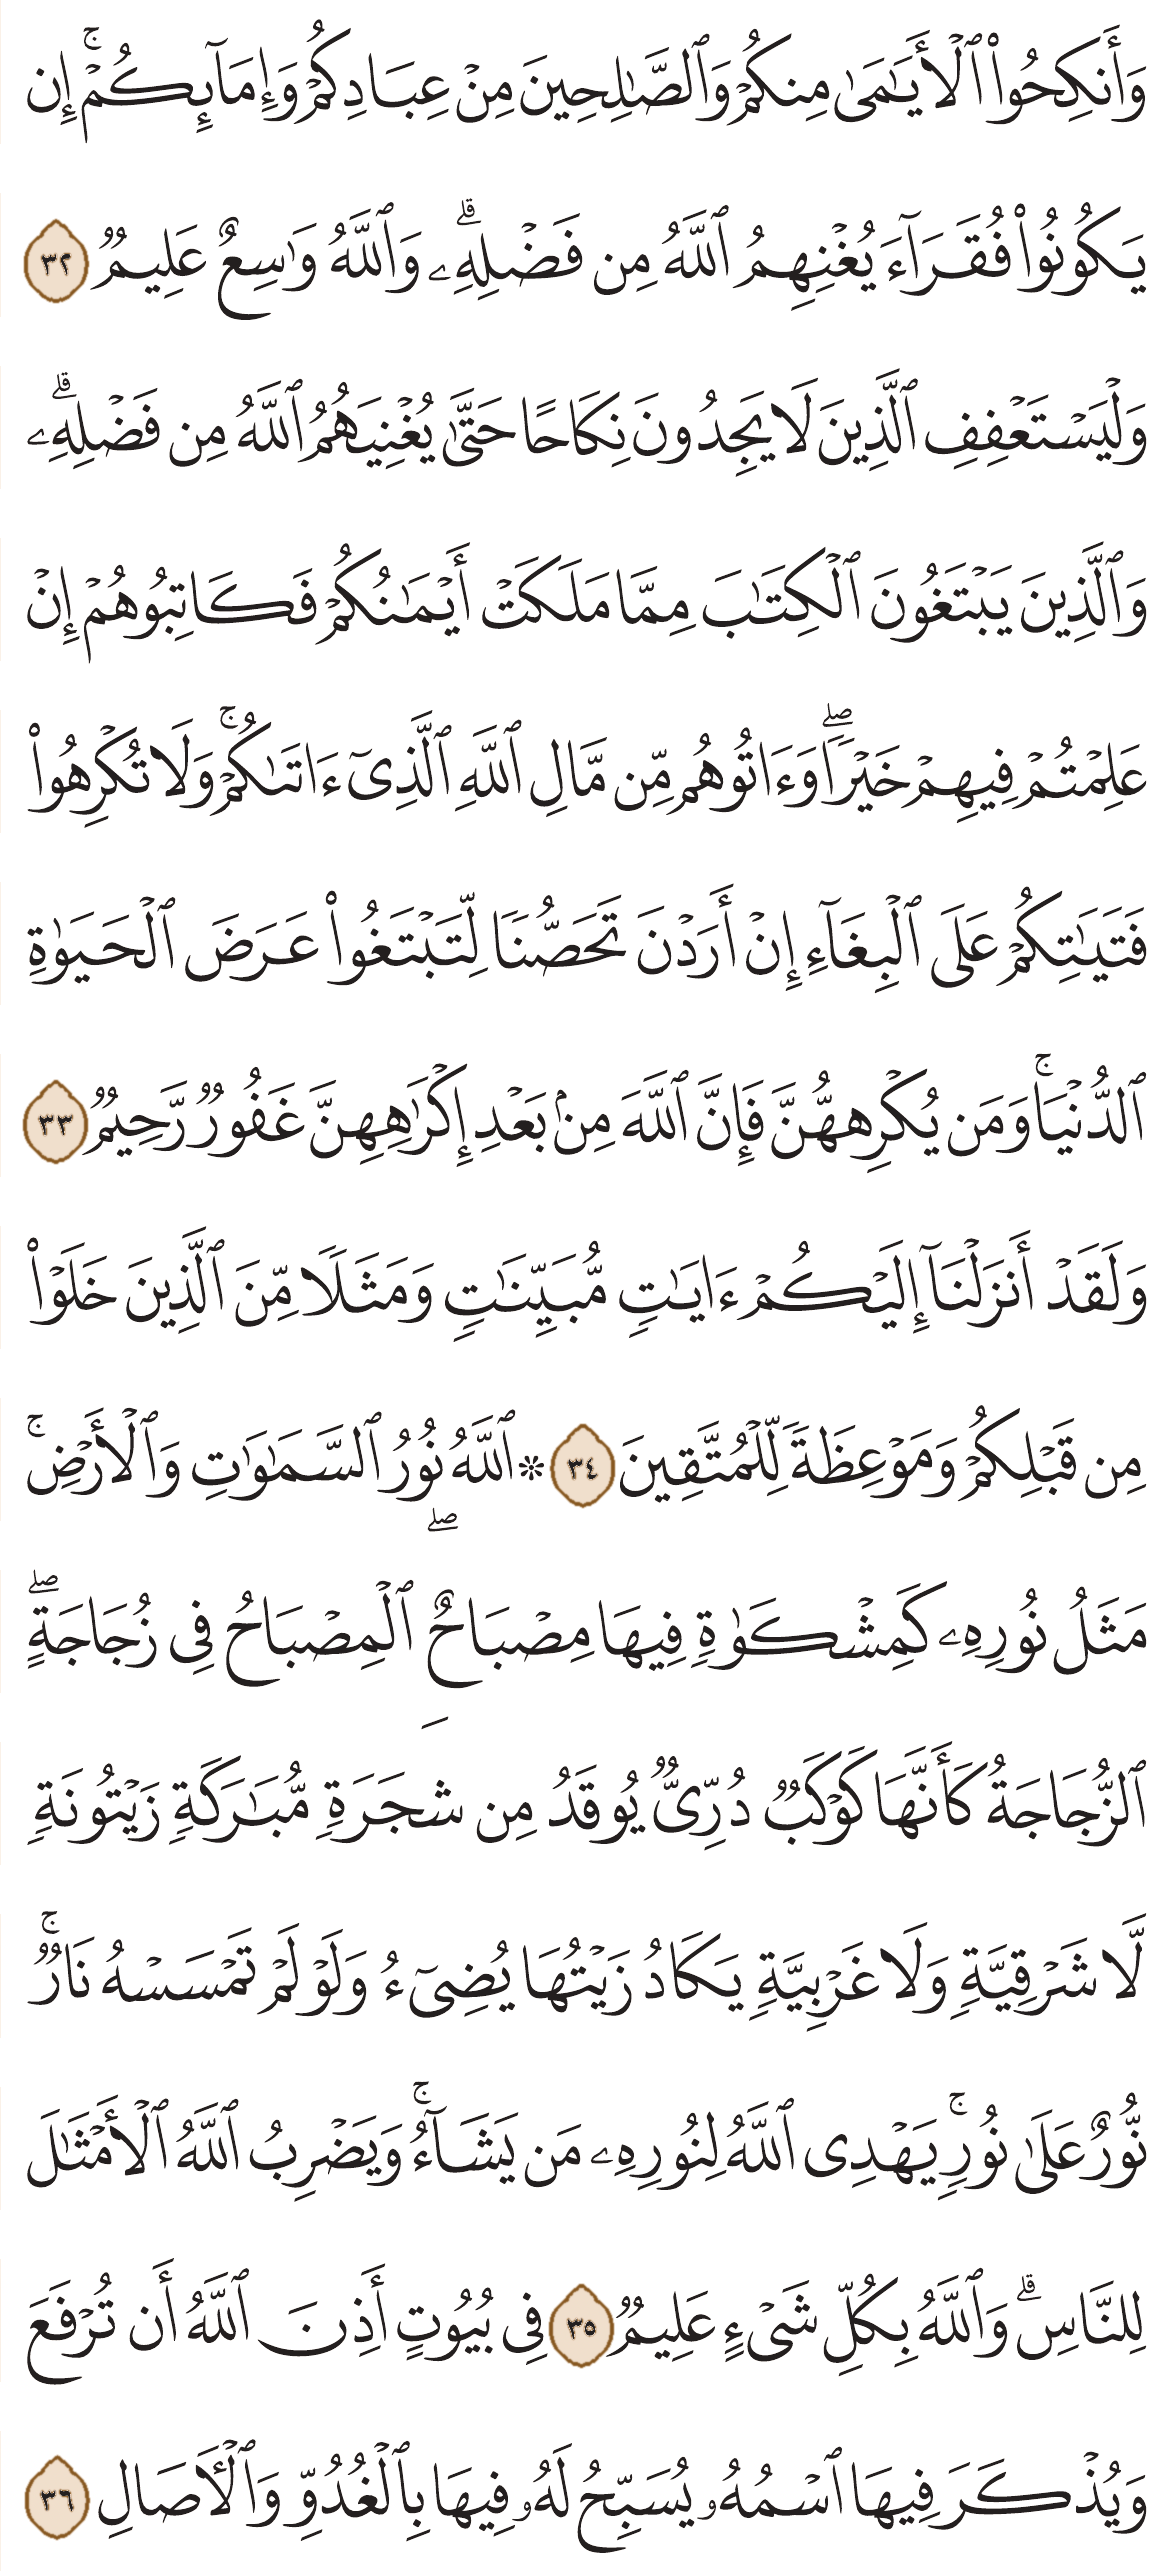 وَأَنكِحُوا۟ ٱلْأَيَـٰمَىٰ مِنكُمْ وَٱلصَّـٰلِحِينَ مِنْ عِبَادِكُمْ وَإِمَآئِكُمْ ۚ إِن
يَكُونُوا۟ فُقَرَآءَ يُغْنِهِمُ ٱللَّهُ مِن فَضْلِهِۦ ۗ وَٱللَّهُ وَٰسِعٌ عَلِيمٌ ٣٢
وَلْيَسْتَعْفِفِ ٱلَّذِينَ لَا يَجِدُونَ نِكَاحًا حَتَّىٰ يُغْنِيَهُمُ ٱللَّهُ مِن فَضْلِهِۦ ۗ
وَٱلَّذِينَ يَبْتَغُونَ ٱلْكِتَـٰبَ مِمَّا مَلَكَتْ أَيْمَـٰنُكُمْ فَكَاتِبُوهُمْ إِنْ
عَلِمْتُمْ فِيهِمْ خَيْرًا ۖ وَءَاتُوهُم مِّن مَّالِ ٱللَّهِ ٱلَّذِىٓ ءَاتَىٰكُمْ ۚ وَلَا تُكْرِهُوا۟
فَتَيَـٰتِكُمْ عَلَى ٱلْبِغَآءِ إِنْ أَرَدْنَ تَحَصُّنًا لِّتَبْتَغُوا۟ عَرَضَ ٱلْحَيَوٰةِ
ٱلدُّنْيَا ۚ وَمَن يُكْرِههُّنَّ فَإِنَّ ٱللَّهَ مِنۢ بَعْدِ إِكْرَٰهِهِنَّ غَفُورٌ رَّحِيمٌ ٣٣
وَلَقَدْ أَنزَلْنَآ إِلَيْكُمْ ءَايَـٰتٍ مُّبَيِّنَـٰتٍ وَمَثَلًا مِّنَ ٱلَّذِينَ خَلَوْا۟
مِن قَبْلِكُمْ وَمَوْعِظَةً لِّلْمُتَّقِينَ ٣٤ ۞ ٱللَّهُ نُورُ ٱلسَّمَـٰوَٰتِ وَٱلْأَرْضِ ۚ
مَثَلُ نُورِهِۦ كَمِشْكَوٰةٍ فِيهَا مِصْبَاحٌ ۖ ٱلْمِصْبَاحُ فِى زُجَاجَةٍ ۖ
ٱلزُّجَاجَةُ كَأَنَّهَا كَوْكَبٌ دُرِّىٌّ يُوقَدُ مِن شَجَرَةٍ مُّبَـٰرَكَةٍ زَيْتُونَةٍ
لَّا شَرْقِيَّةٍ وَلَا غَرْبِيَّةٍ يَكَادُ زَيْتُهَا يُضِىٓءُ وَلَوْ لَمْ تَمْسَسْهُ نَارٌ ۚ
نُّورٌ عَلَىٰ نُورٍ ۗ يَهْدِى ٱللَّهُ لِنُورِهِۦ مَن يَشَآءُ ۚ وَيَضْرِبُ ٱللَّهُ ٱلْأَمْثَـٰلَ
لِلنَّاسِ ۗ وَٱللَّهُ بِكُلِّ شَىْءٍ عَلِيمٌ ٣٥ فِى بُيُوتٍ أَذِنَ ٱللَّهُ أَن تُرْفَعَ
وَيُذْكَرَ فِيهَا ٱسْمُهُۥ يُسَبِّحُ لَهُۥ فِيهَا بِٱلْغُدُوِّ وَٱلْـَٔاصَالِ ٣٦